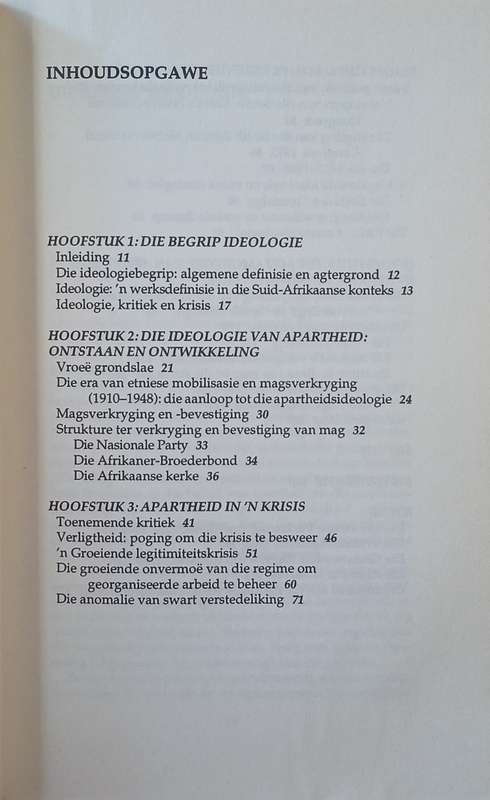 INHOUDSOPGAWE
HOOFSTUK 1: DIE BEGRIP IDEOLOGIE
Inleiding 11
Die ideologiebegrip: algemene definisie en agtergrond 12
Ideologie: 'n werksdefinisie in die Suid-Afrikaanse konteks 13
Ideologie, kritiek en krisis 17
HOOFSTUK 2: DIE IDEOLOGIE VAN APARTHEID:
ONTSTAAN EN ONTWIKKELING
Vroeë grondslae 21
Die era van etniese mobilisasie en magsverkryging
(1910–1948): die aanloop tot die apartheidsideologie 24
Magsverkryging en -bevestiging 30
Strukture ter verkryging en bevestiging van mag 32
Die Nasionale Party 33
Die Afrikaner-Broederbond 34
Die Afrikaanse kerke 36
HOOFSTUK 3: APARTHEID IN 'N KRISIS
Toenemende kritiek 41
Verligtheid: poging om die krisis te besweer 46
'n Groeiende legitimiteitskrisis 51
Die groeiende onvermoë van die regime om
georganiseerde arbeid te beheer 60
Die anomalie van swart verstedeliking 71